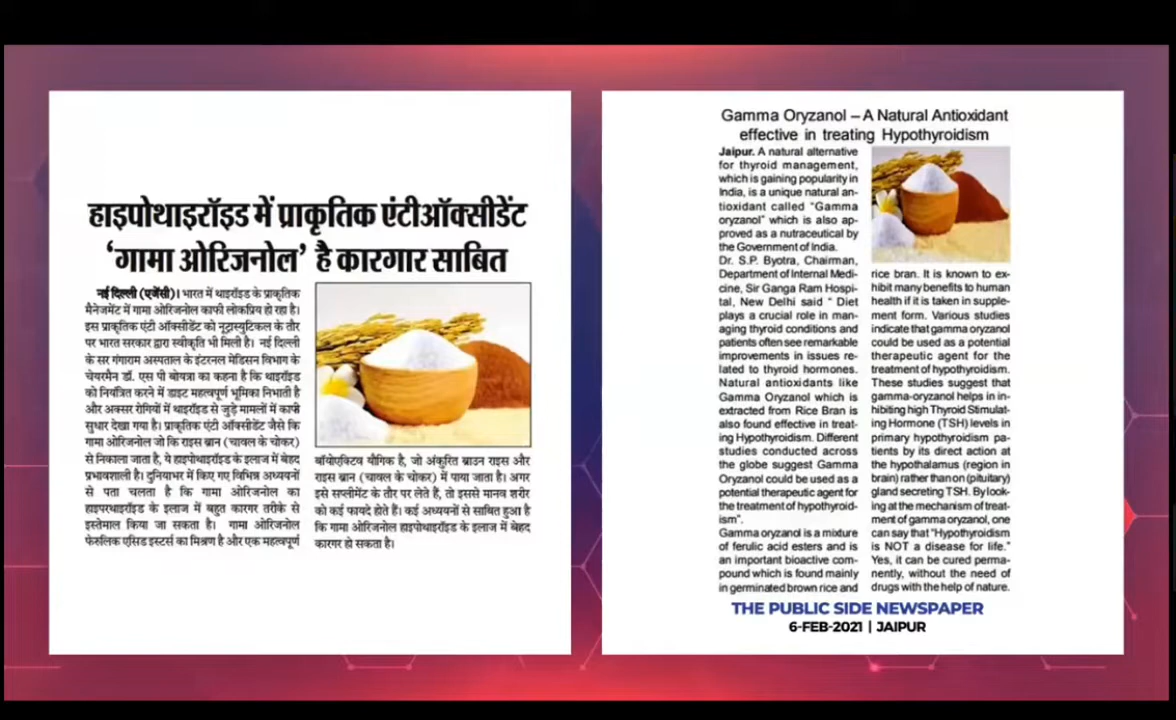 हाइपोथाइरॉइड में प्राकृतिक एंटीऑक्सीडेंट
‘गामा ओरिजनोल’ है कारगार साबित
नई दिल्ली (एजेंसी)। भारत में थाइरॉइड के प्राकृतिक
मैनेजमेंट में गामा ओरिजनोल काफी लोकप्रिय हो रहा है।
इस प्राकृतिक एंटी ऑक्सीडेंट को न्यूट्रास्युटिकल के तौर
पर भारत सरकार द्वारा स्वीकृति भी मिली है। नई दिल्ली
के सर गंगाराम अस्पताल के इंटरनल मेडिसन विभाग के
चेयरमैन डॉ. एस पी बोयत्रा का कहना है कि थाइरॉइड
को नियंत्रित करने में डाइट महत्वपूर्ण भूमिका निभाती है
और अक्सर रोगियों में थाइरॉइड से जुड़े मामलों में काफी
सुधार देखा गया है। प्राकृतिक एंटी ऑक्सीडेंट जैसे कि
गामा ओरिजनोल जो कि राइस ब्रान (चावल के चोकर)
से निकाला जाता है, ये हाइपोथाइरॉइड के इलाज में बेहद
प्रभावशाली है। दुनियाभर में किए गए विभिन्न अध्ययनों
से पता चलता है कि गामा ओरिजनोल का
हाइपरथाइरॉइड के इलाज में बहुत कारगर तरीके से
इस्तेमाल किया जा सकता है। गामा ओरिजनोल
फेरुलिक एसिड इस्टर्स का मिश्रण है और एक महत्वपूर्ण
बॉयोएक्टिव यौगिक है, जो अंकुरित ब्राउन राइस और
राइस ब्रान (चावल के चोकर) में पाया जाता है। अगर
इसे सप्लीमेंट के तौर पर लेते हैं, तो इससे मानव शरीर
को कई फायदे होते हैं। कई अध्ययनों से साबित हुआ है
कि गामा ओरिजनोल हाइपोथाइरॉइड के इलाज में बेहद
कारगर हो सकता है।
Gamma Oryzanol – A Natural Antioxidant
effective in treating Hypothyroidism
Jaipur. A natural alternative
for thyroid management,
which is gaining popularity in
India, is a unique natural an-
tioxidant called "Gamma
oryzanol" which is also ap-
proved as a nutraceutical by
the Government of India.
Dr. S.P. Byotra, Chairman,
Department of Internal Medi-
cine, Sir Ganga Ram Hospi-
tal, New Delhi said " Diet
plays a crucial role in man-
aging thyroid conditions and
patients often see remarkable
improvements in issues re-
lated to thyroid hormones.
Natural antioxidants like
Gamma Oryzanol which is
extracted from Rice Bran is
also found effective in treat-
ing Hypothyroidism. Different
studies conducted across
the globe suggest Gamma
Oryzanol could be used as a
potential therapeutic agent for
the treatment of hypothyroid-
ism".
Gamma oryzanol is a mixture
of ferulic acid esters and is
an important bioactive com-
pound which is found mainly
in germinated brown rice and
rice bran. It is known to ex-
hibit many benefits to human
health if it is taken in supple-
ment form. Various studies
indicate that gamma oryzanol
could be used as a potential
therapeutic agent for the
treatment of hypothyroidism.
These studies suggest that
gamma-oryzanol helps in in-
hibiting high Thyroid Stimulat-
ing Hormone (TSH) levels in
primary hypothyroidism pa-
tients by its direct action at
the hypothalamus (region in
brain) rather than on (pituitary)
gland secreting TSH. By look-
ing at the mechanism of treat-
ment of gamma oryzanol, one
can say that "Hypothyroidism
is NOT a disease for life."
Yes, it can be cured perma-
nently, without the need of
drugs with the help of nature.
THE PUBLIC SIDE NEWSPAPER
6-FEB-2021 | JAIPUR